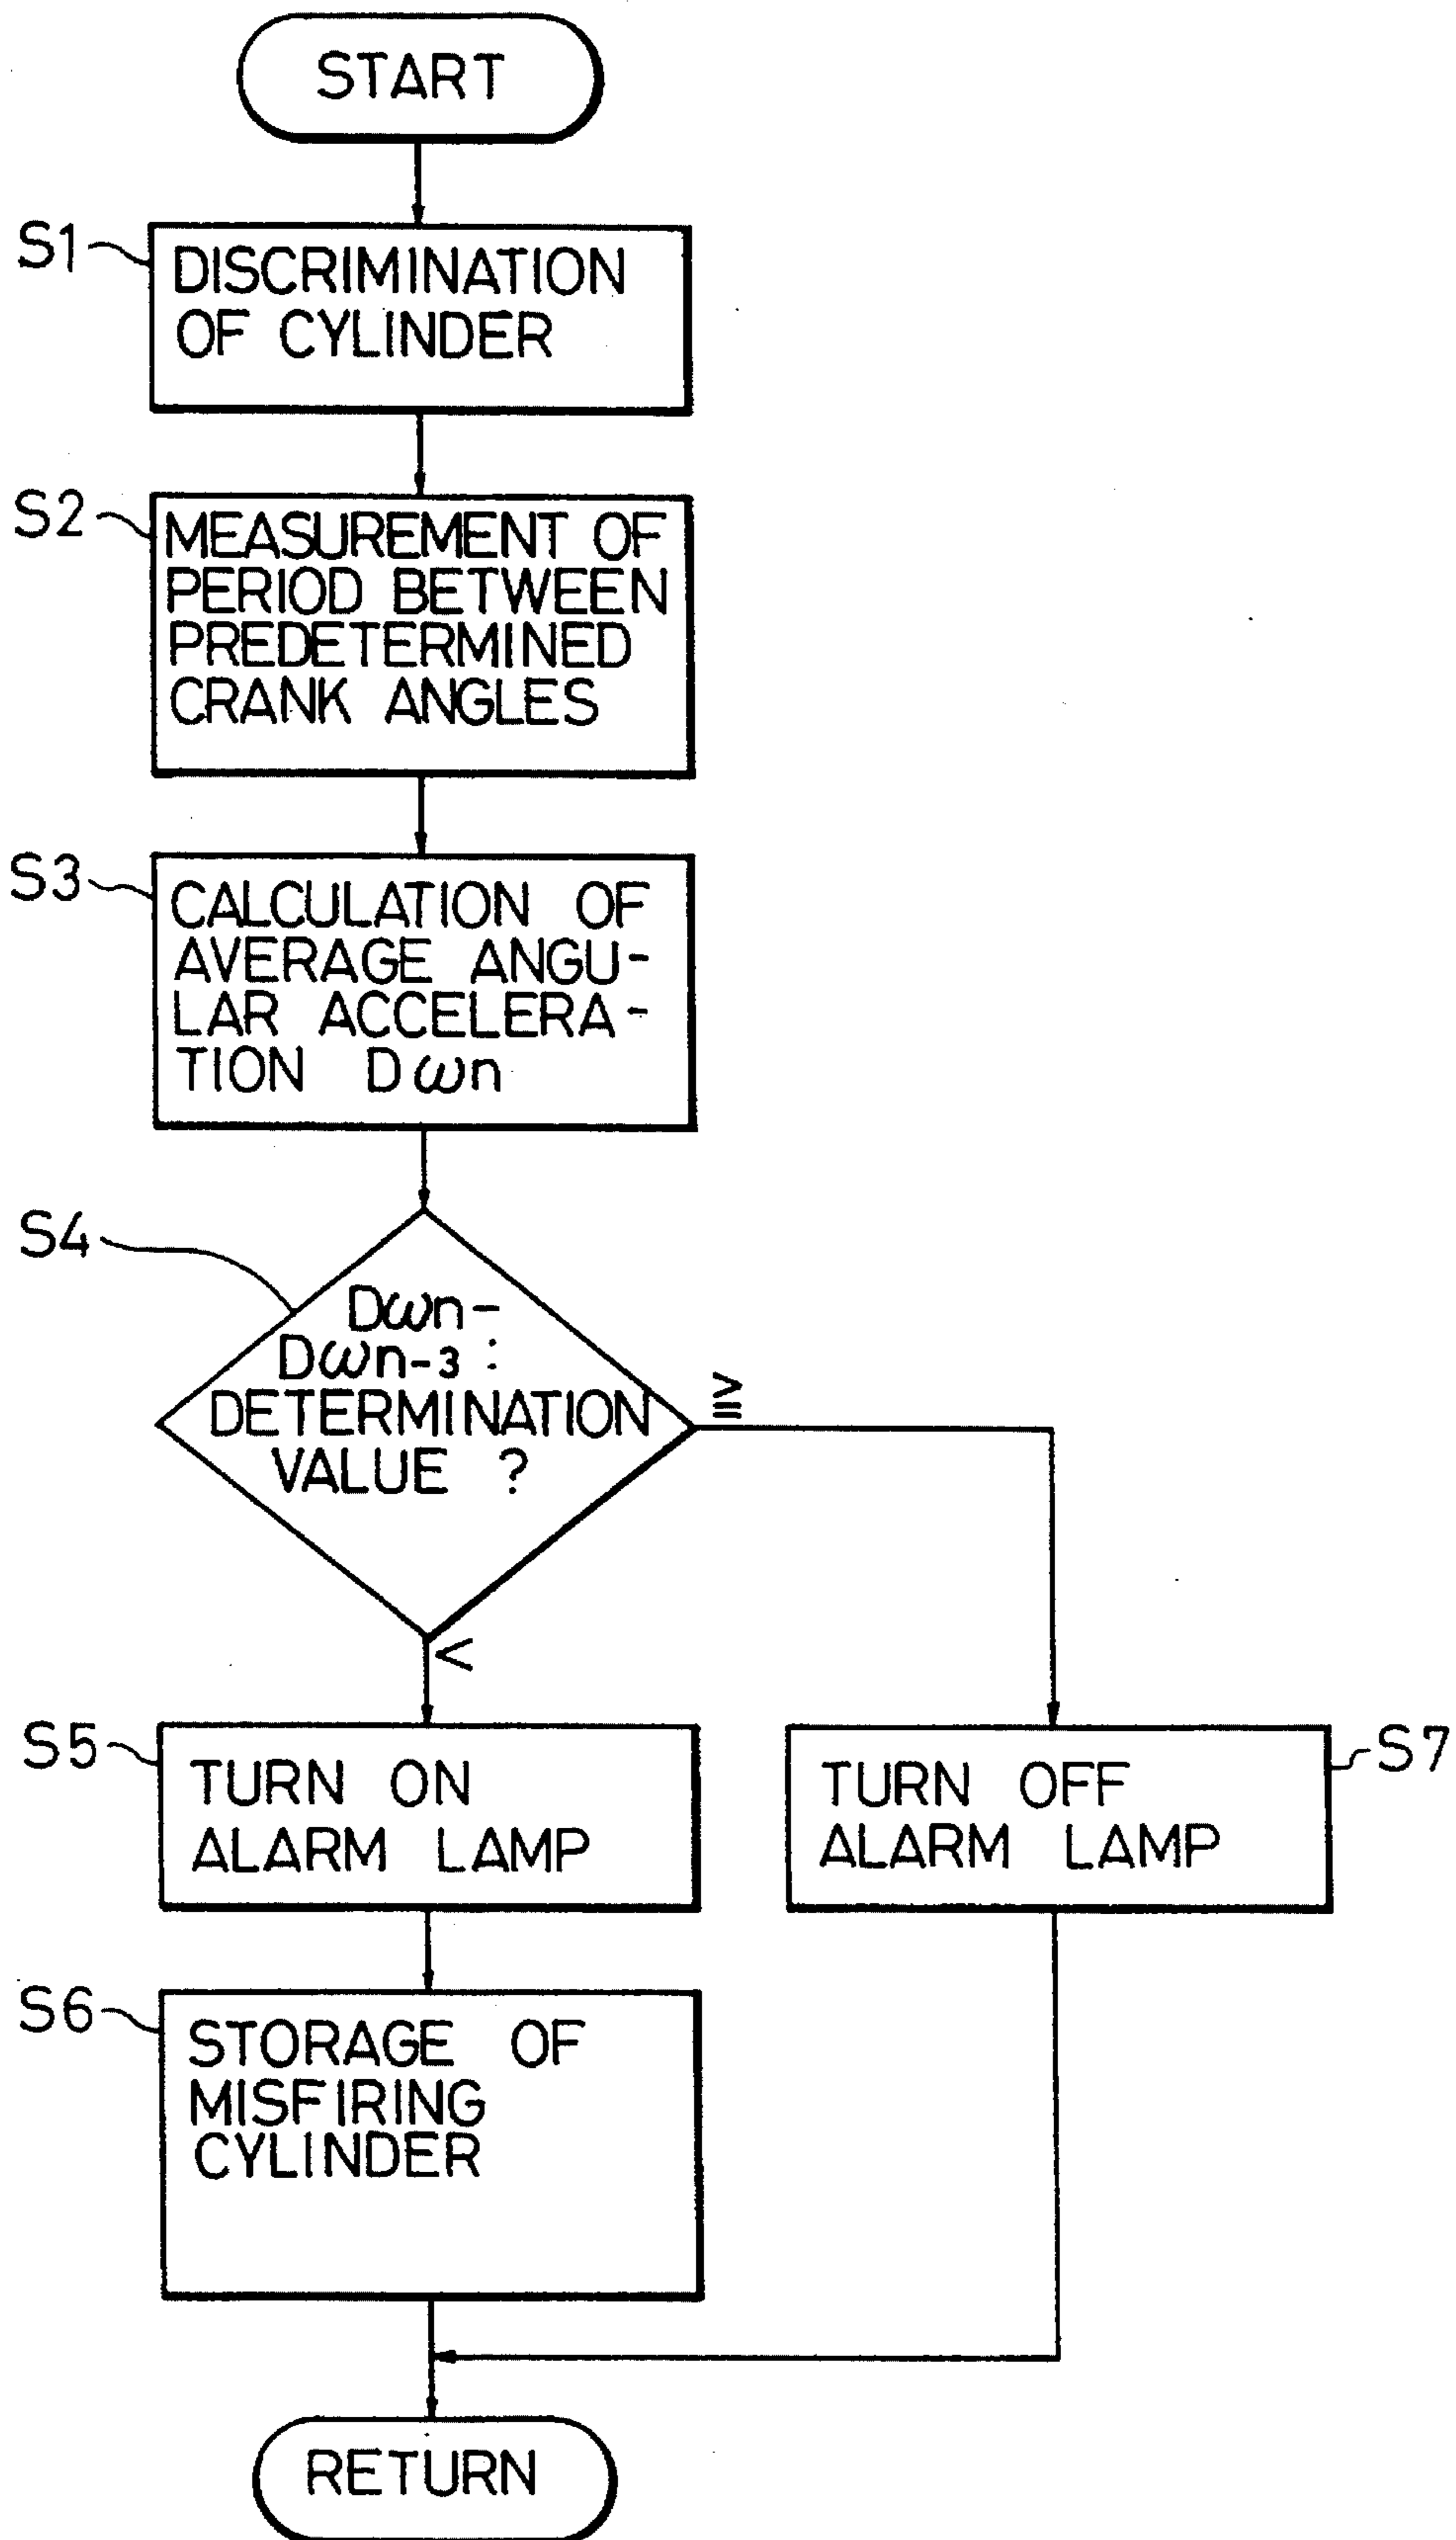 START
S1
DISCRIMINATION
OF CYLINDER
S2
MEASUREMENT OF
PERIOD BETWEEN
PREDETERMINED
CRANK ANGLES
S3
CALCULATION OF
AVERAGE ANGU-
LAR ACCELERA-
TION Dωn
S4
Dωn-
Dωn-3 :
DETERMINATION
VALUE ?
≧
<
S5
TURN ON
ALARM LAMP
S7
TURN OFF
ALARM LAMP
S6
STORAGE OF
MISFIRING
CYLINDER
RETURN